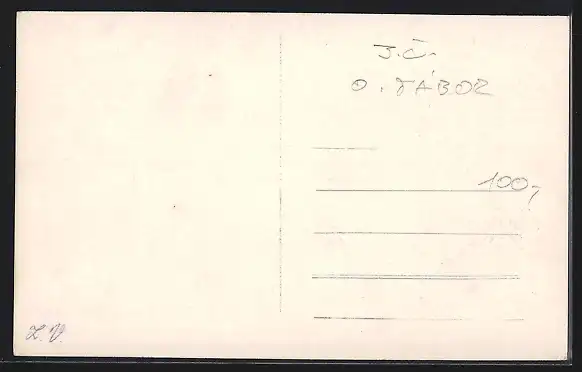 J.Č.
O. TÁBOR
100,-
Z.V.